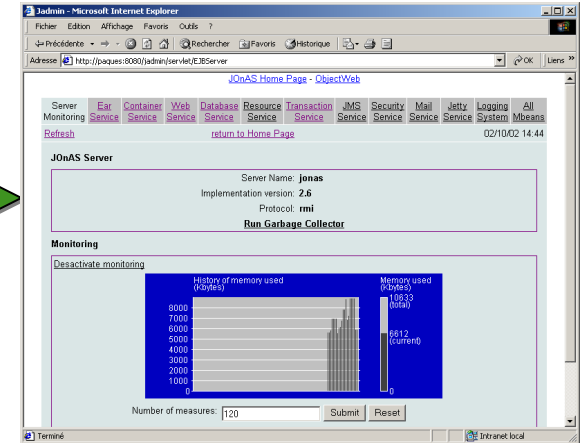 Jadmin - Microsoft Internet Explorer
Fichier Edition Affichage Favoris Outils ?
Précédente Rechercher Favoris Historique
Adresse http://paques:8080/jadmin/servlet/EJBServer OK Liens »
JOnAS Home Page - ObjectWeb
Server Monitoring Ear Service Container Service Web Service Database Service Resource Service Transaction Service JMS Service Security Service Mail Service Jetty Service Logging System All Mbeans
Refresh return to Home Page 02/10/02 14:44
JOnAS Server
Server Name: jonas
Implementation version: 2.6
Protocol: rmi
Run Garbage Collector
Monitoring
Desactivate monitoring
History of memory used
(Kbytes)
8000
7000
6000
5000
4000
3000
2000
1000
0
Memory used
(Kbytes)
10633
(total)
6612
(current)
0
Number of measures: 120 Submit Reset
Terminé Intranet local